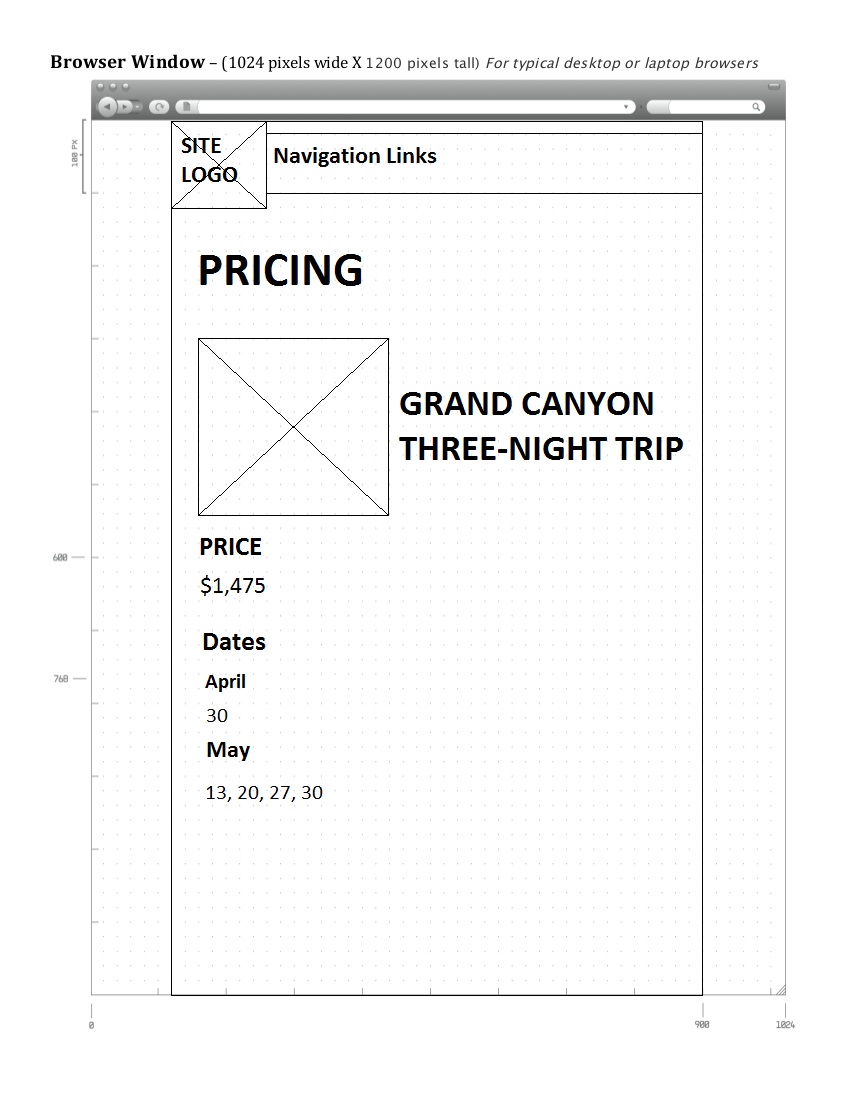 Browser Window – (1024 pixels wide X 1200 pixels tall) For typical desktop or laptop browsers
100 PX
SITE
LOGO
Navigation Links
PRICING
GRAND CANYON
THREE-NIGHT TRIP
PRICE
600
$1,475
Dates
760
April
30
May
13, 20, 27, 30
0
900
1024